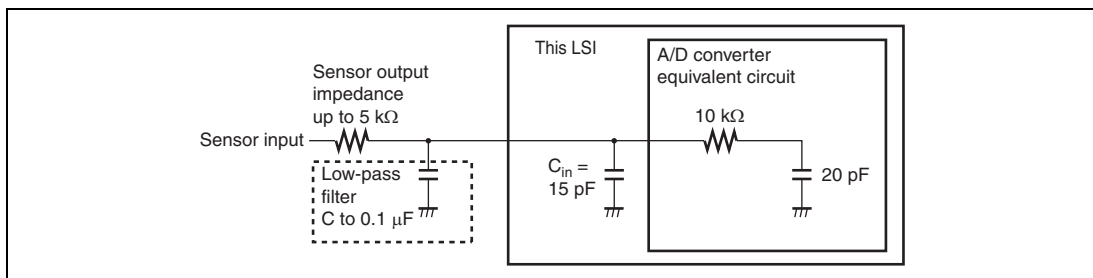 This LSI
A/D converter
equivalent circuit
Sensor output
impedance
up to 5 kΩ
10 kΩ
Sensor input
Low-pass
filter
C to 0.1 μF
Cin =
15 pF
20 pF